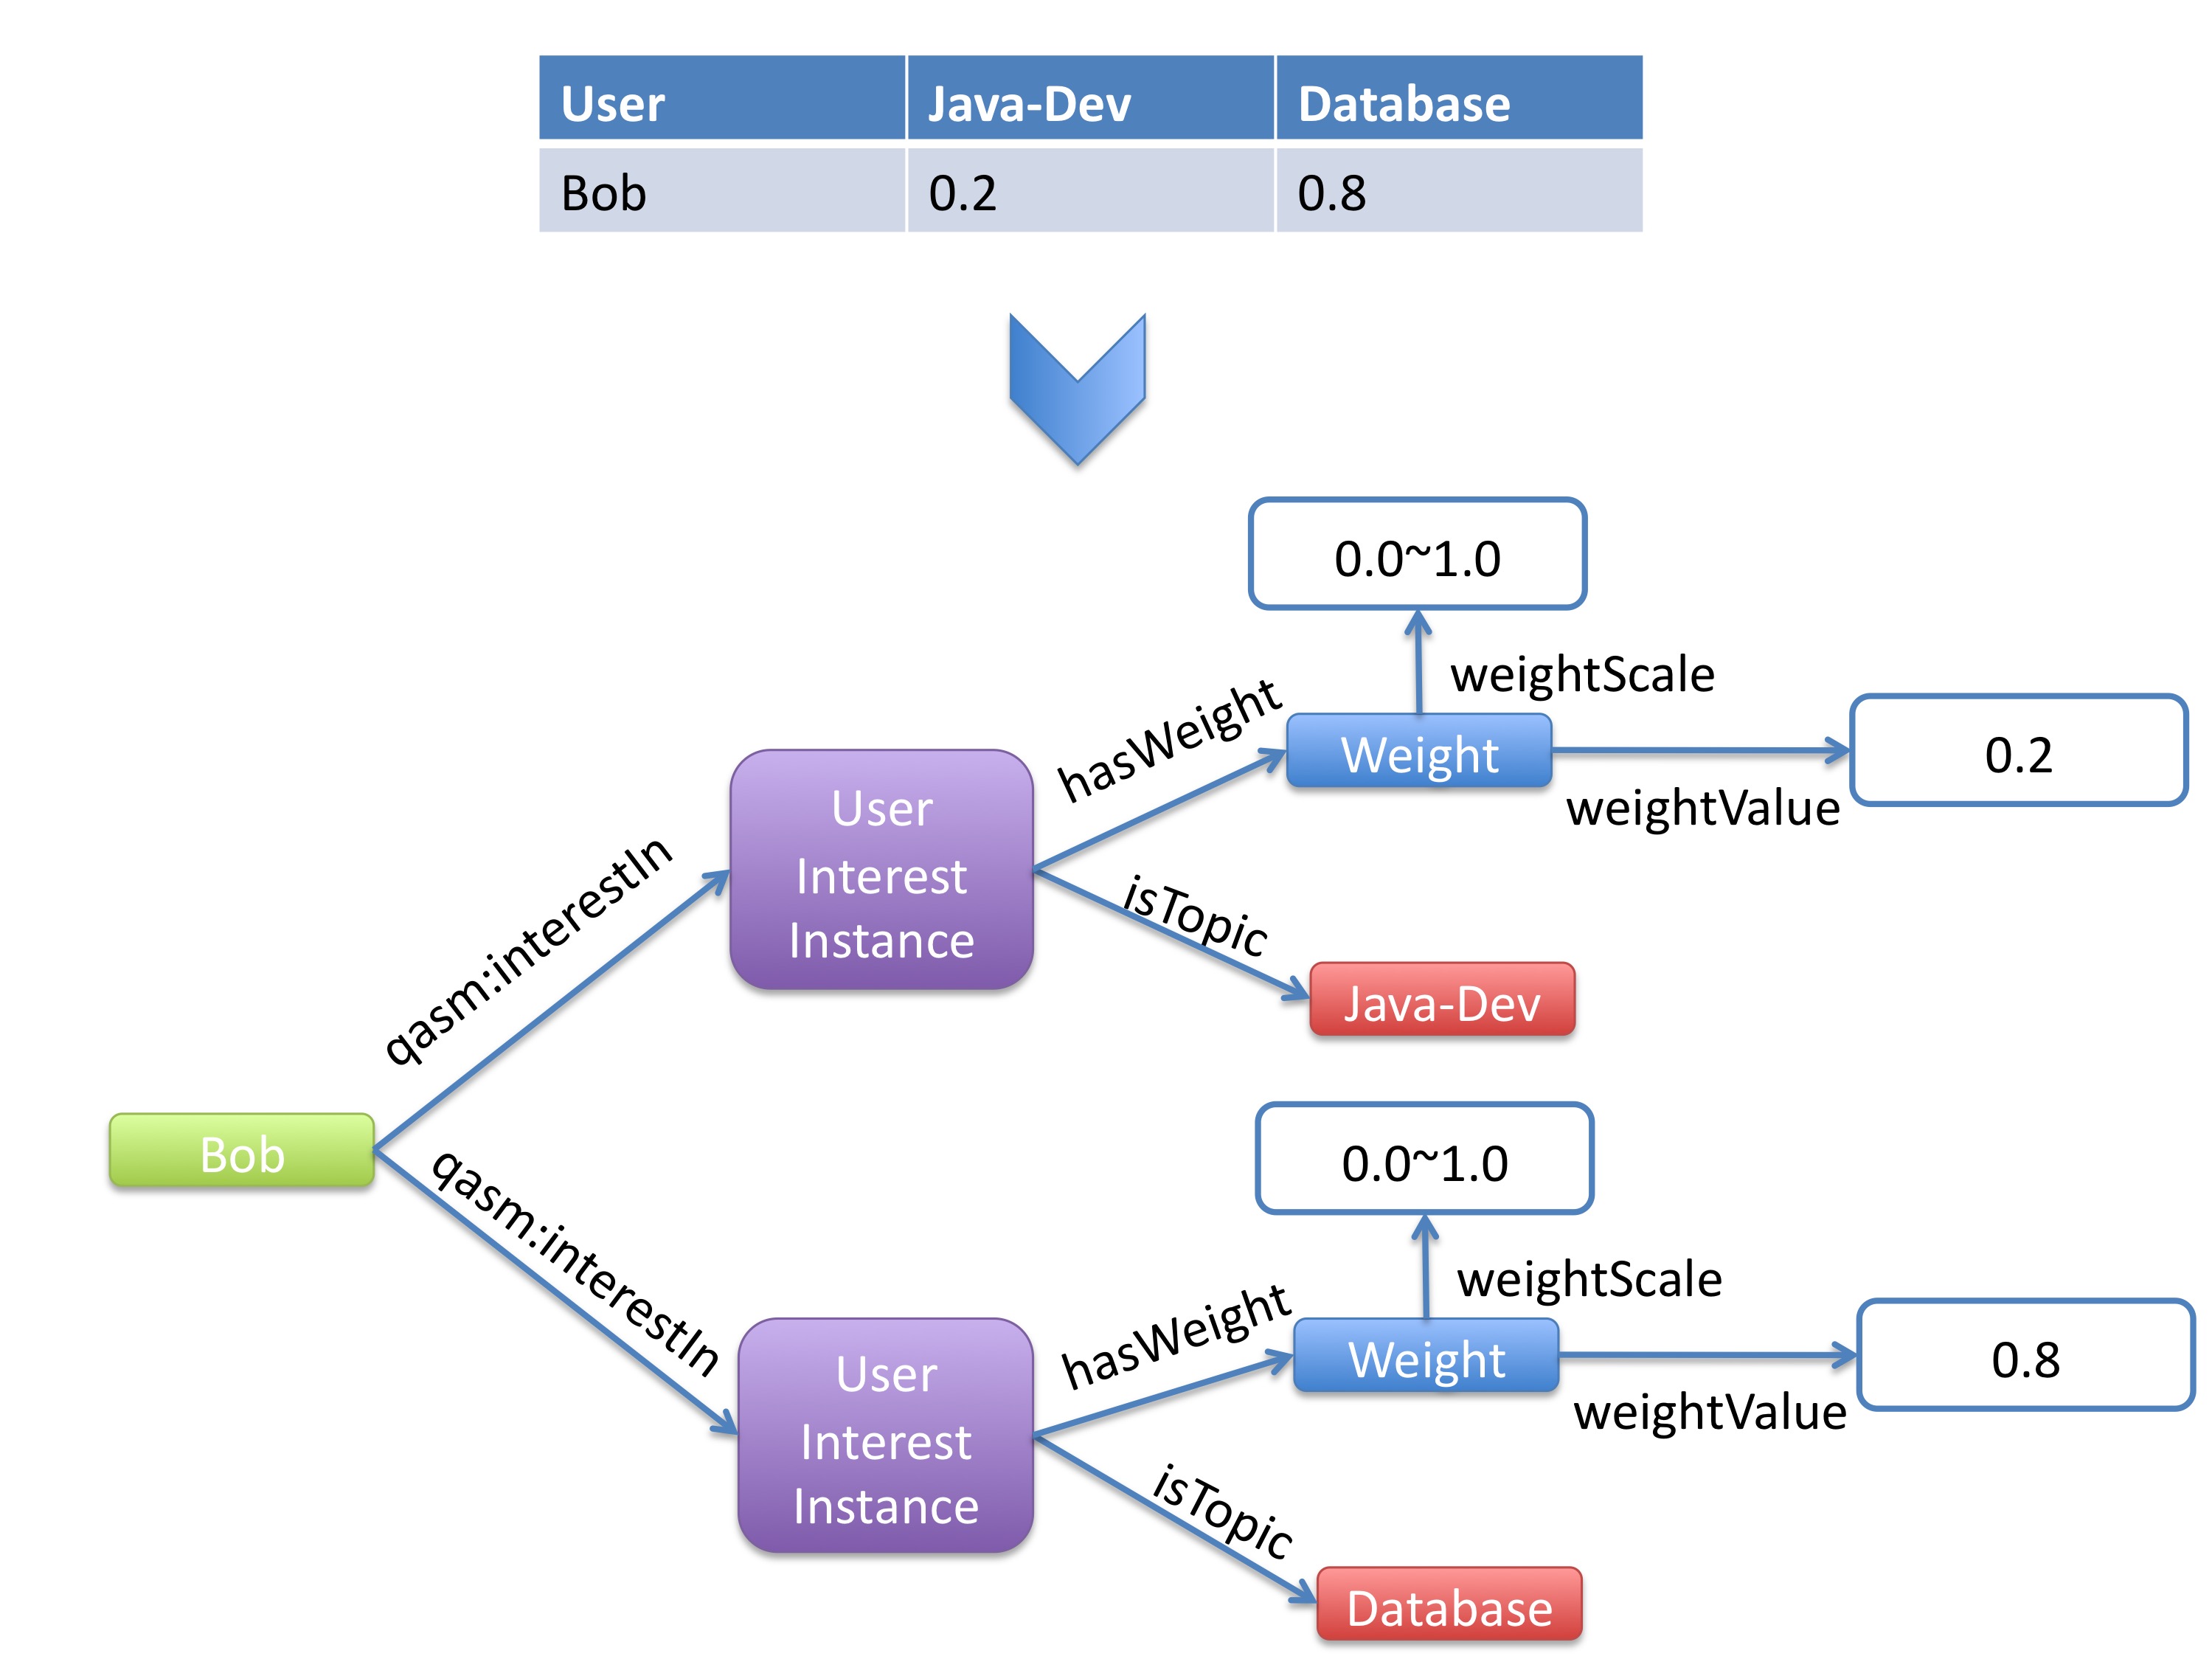 User Java-Dev Database
Bob 0.2 0.8
0.0~1.0
weightScale
hasWeight
Weight
0.2
weightValue
User
Interest
Instance
qasm:interestIn
isTopic
Java-Dev
Bob
0.0~1.0
qasm:interestIn
weightScale
hasWeight
Weight
0.8
weightValue
User
Interest
Instance
isTopic
Database